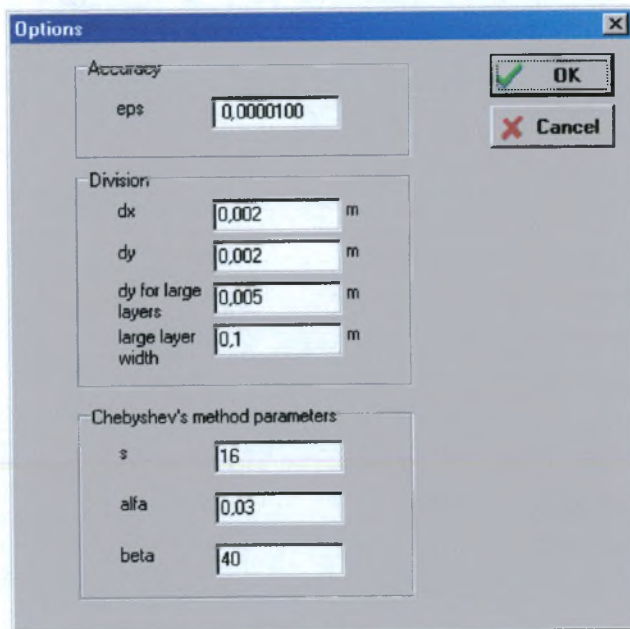 Options
Accuracy
eps 0,0000100
OK
Cancel
Division
dx 0,002 m
dy 0,002 m
dy for large
layers 0,005 m
large layer
width 0,1 m
Chebyshev's method parameters
s 16
alfa 0,03
beta 40